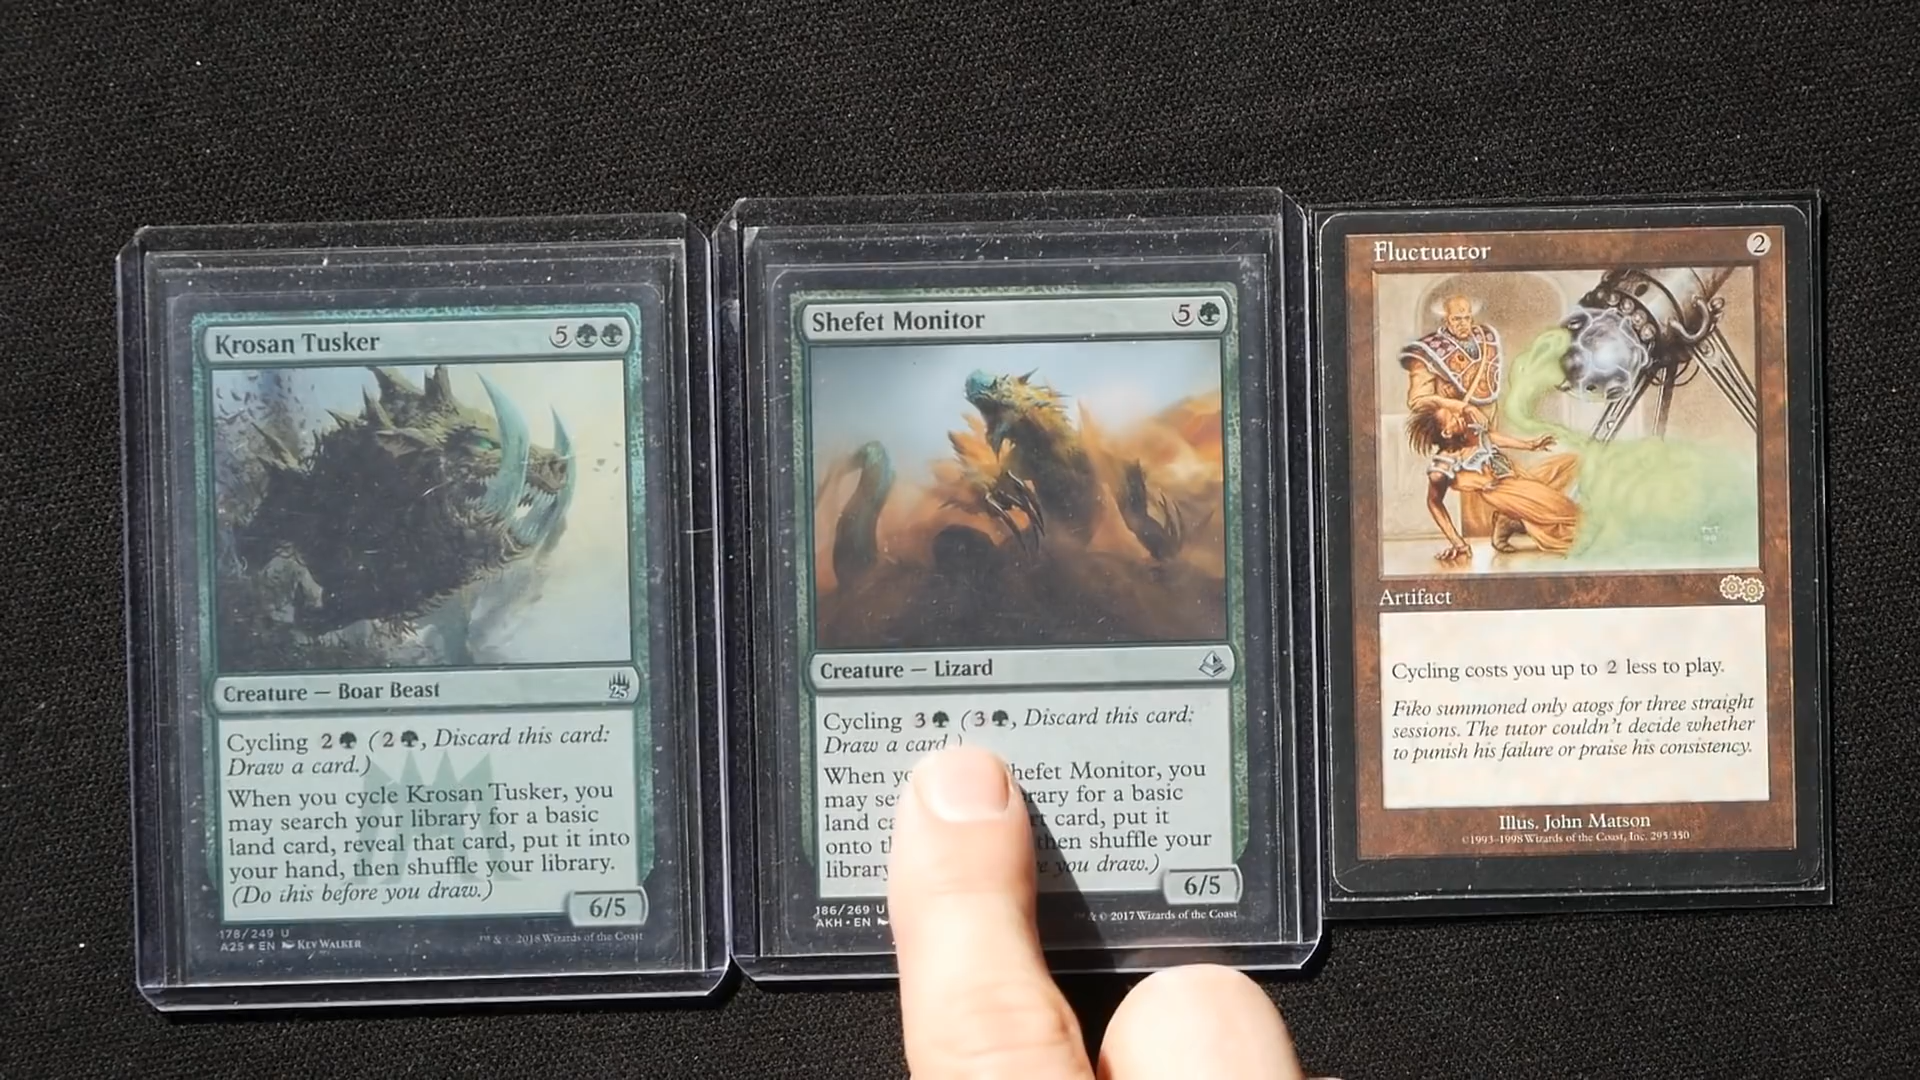 Krosan Tusker 5
Creature — Boar Beast
25
Cycling 2 (2, Discard this card:
Draw a card.)
When you cycle Krosan Tusker, you
may search your library for a basic
land card, reveal that card, put it into
your hand, then shuffle your library.
(Do this before you draw.)
6/5
178/249 U
A25 ★ EN Kev Walker
™ & © 2018 Wizards of the Coast
Shefet Monitor 5
Creature — Lizard
Cycling 3 (3, Discard this card:
Draw a card.)
When Shefet Monitor, you
may for a basic
land card, put it
onto then shuffle your
library you draw.)
6/5
186/269 U
AKH • EN
™ & © 2017 Wizards of the Coast
Fluctuator 2
Artifact
Cycling costs you up to 2 less to play.
Fiko summoned only atogs for three straight
sessions. The tutor couldn't decide whether
to punish his failure or praise his consistency.
Illus. John Matson
©1993-1998 Wizards of the Coast, Inc. 295/350